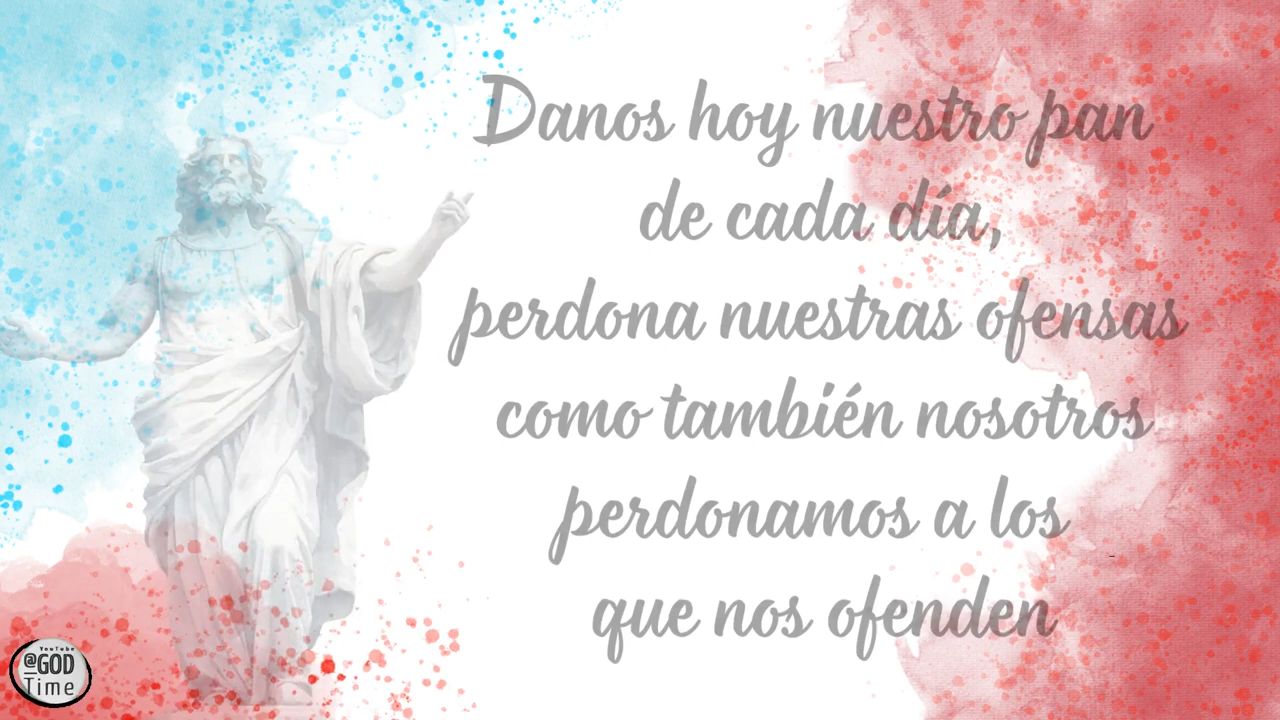 Danos hoy nuestro pan
de cada día,
perdona nuestras ofensas
como también nosotros
perdonamos a los
que nos ofenden
YouTube
@GOD
Time